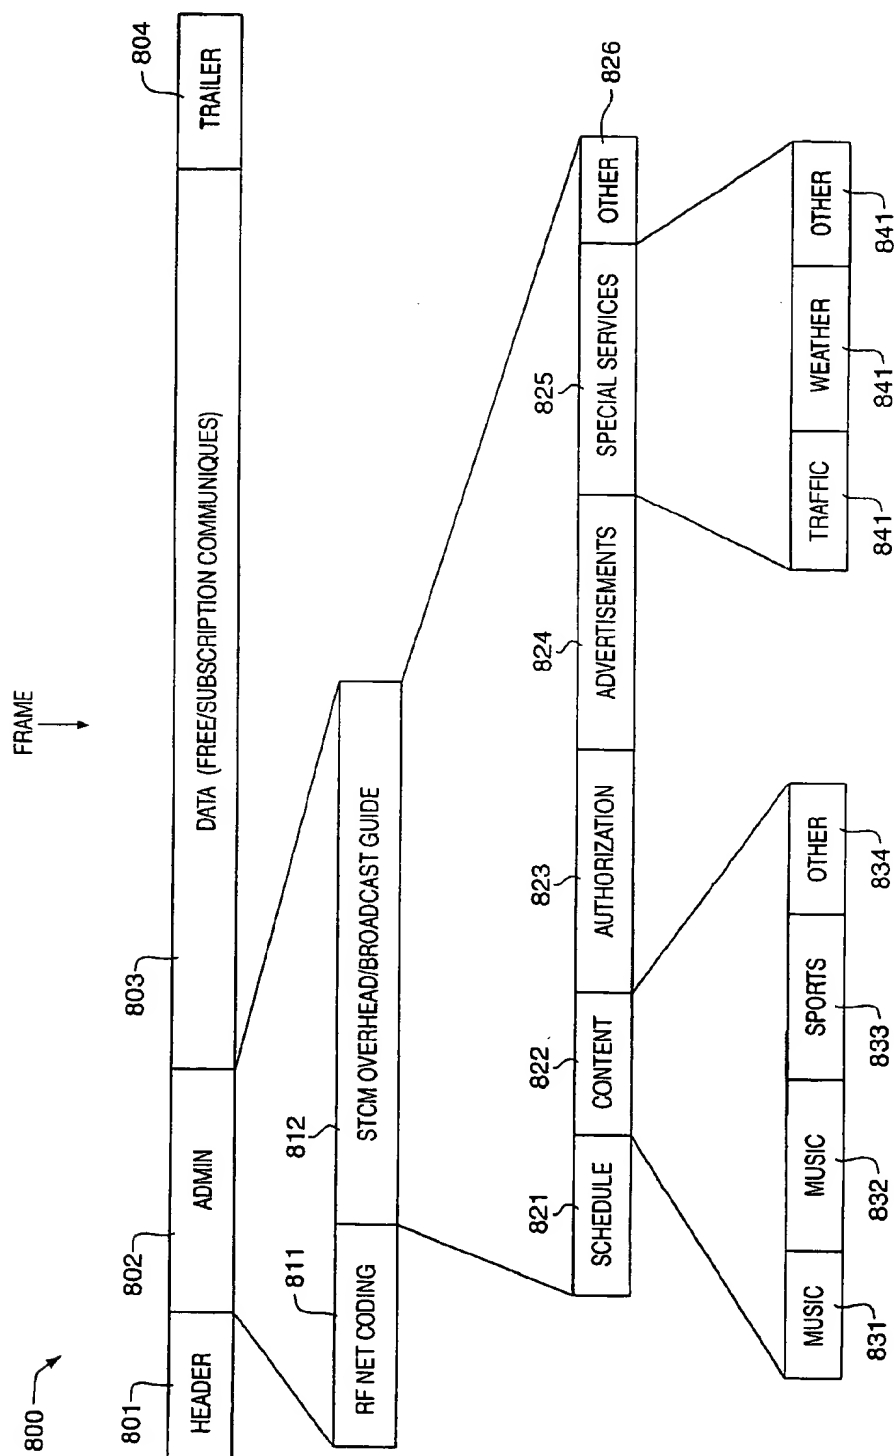 FRAME
800
801
802
803
804
HEADER
ADMIN
DATA (FREE/SUBSCRIPTION COMMUNIQUES)
TRAILER
811
812
RF NET CODING
STCM OVERHEAD/BROADCAST GUIDE
821
822
823
824
825
826
SCHEDULE
CONTENT
AUTHORIZATION
ADVERTISEMENTS
SPECIAL SERVICES
OTHER
MUSIC
MUSIC
SPORTS
OTHER
831
832
833
834
TRAFFIC
WEATHER
OTHER
841
841
841